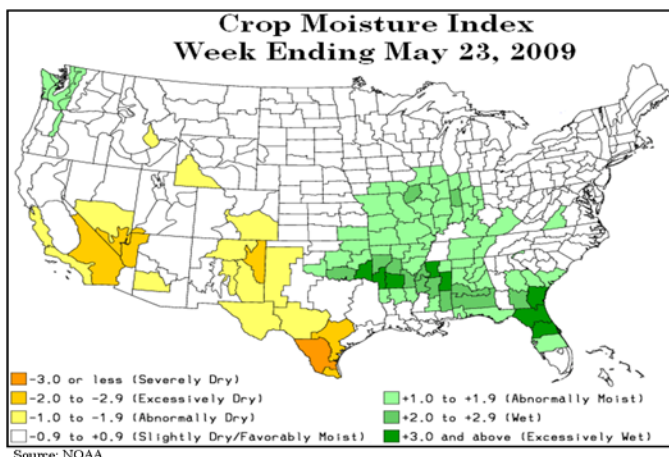 Crop Moisture Index
Week Ending May 23, 2009
-3.0 or less (Severely Dry)
-2.0 to -2.9 (Excessively Dry)
-1.0 to -1.9 (Abnormally Dry)
-0.9 to +0.9 (Slightly Dry/Favorably Moist)
+1.0 to +1.9 (Abnormally Moist)
+2.0 to +2.9 (Wet)
+3.0 and above (Excessively Wet)
Source: NOAA